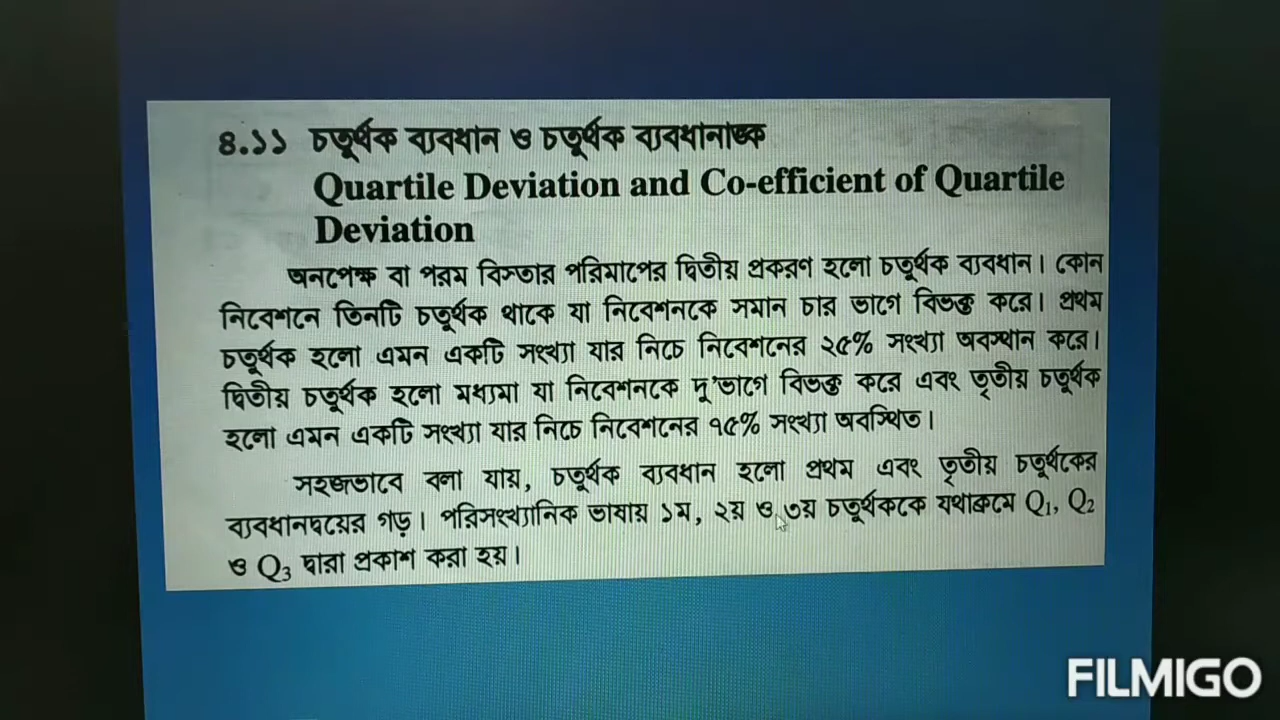 ৪.১১ চতুর্থক ব্যবধান ও চতুর্থক ব্যবধানাঙ্ক
Quartile Deviation and Co-efficient of Quartile
Deviation
অনপেক্ষ বা পরম বিস্তার পরিমাপের দ্বিতীয় প্রকরণ হলো চতুর্থক ব্যবধান। কোন
নিবেশনে তিনটি চতুর্থক থাকে যা নিবেশনকে সমান চার ভাগে বিভক্ত করে। প্রথম
চতুর্থক হলো এমন একটি সংখ্যা যার নিচে নিবেশনের ২৫% সংখ্যা অবস্থান করে।
দ্বিতীয় চতুর্থক হলো মধ্যমা যা নিবেশনকে দু'ভাগে বিভক্ত করে এবং তৃতীয় চতুর্থক
হলো এমন একটি সংখ্যা যার নিচে নিবেশনের ৭৫% সংখ্যা অবস্থিত।
সহজভাবে বলা যায়, চতুর্থক ব্যবধান হলো প্রথম এবং তৃতীয় চতুর্থকের
ব্যবধানদ্বয়ের গড়। পরিসংখ্যানিক ভাষায় ১ম, ২য় ও ৩য় চতুর্থককে যথাক্রমে Q₁, Q₂
ও Q₃ দ্বারা প্রকাশ করা হয়।
FILMIGO